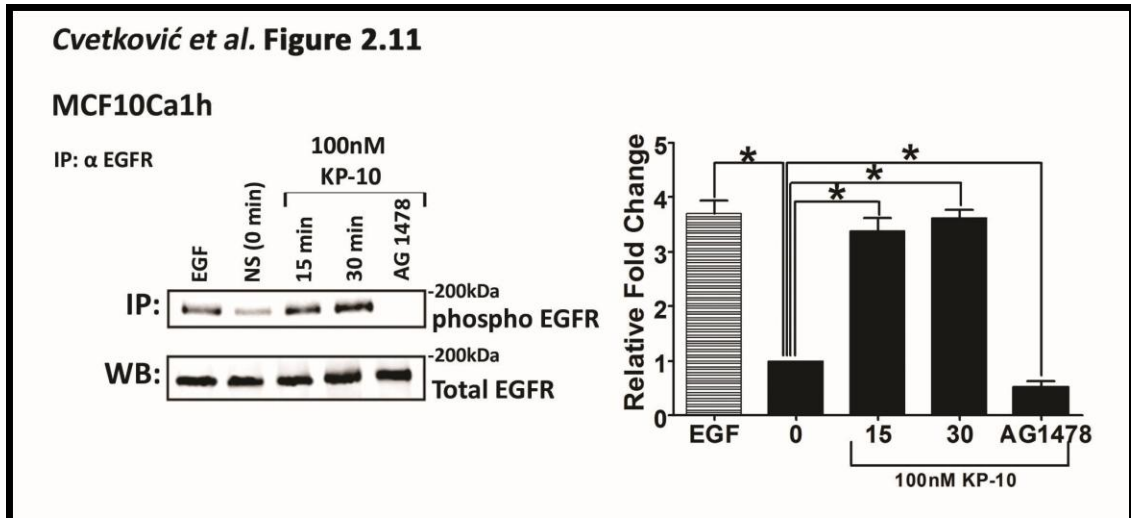 Cvetković et al. Figure 2.11
MCF10Ca1h
IP: α EGFR
100nM
KP-10
EGF
NS (0 min)
15 min
30 min
AG 1478
IP:
-200kDa
phospho EGFR
WB:
-200kDa
Total EGFR
Relative Fold Change
5
4
3
2
1
0
*
*
*
*
EGF 0 15 30 AG1478
100nM KP-10